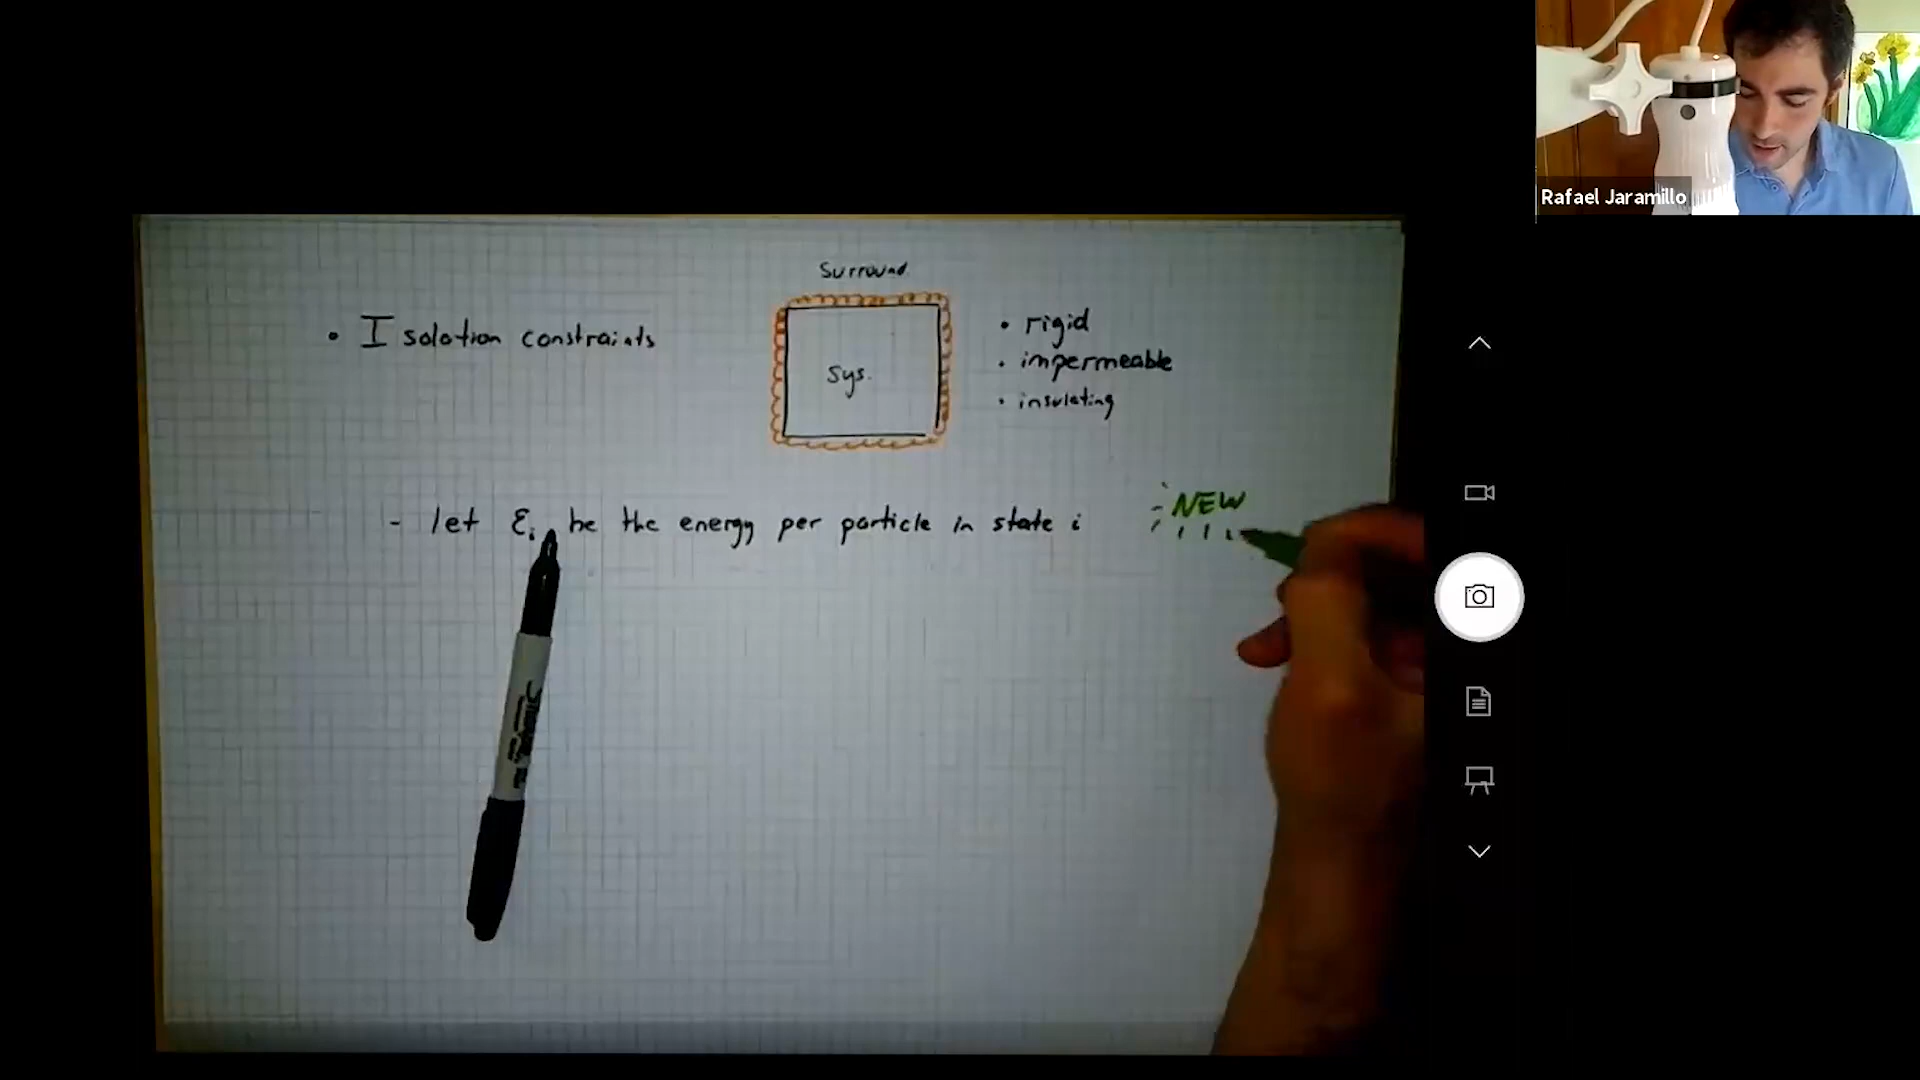 Rafael Jaramillo
Surround.
• Isolation constraints
Sys.
• rigid
• impermeable
• insulating
- let εi be the energy per particle in state i
NEW